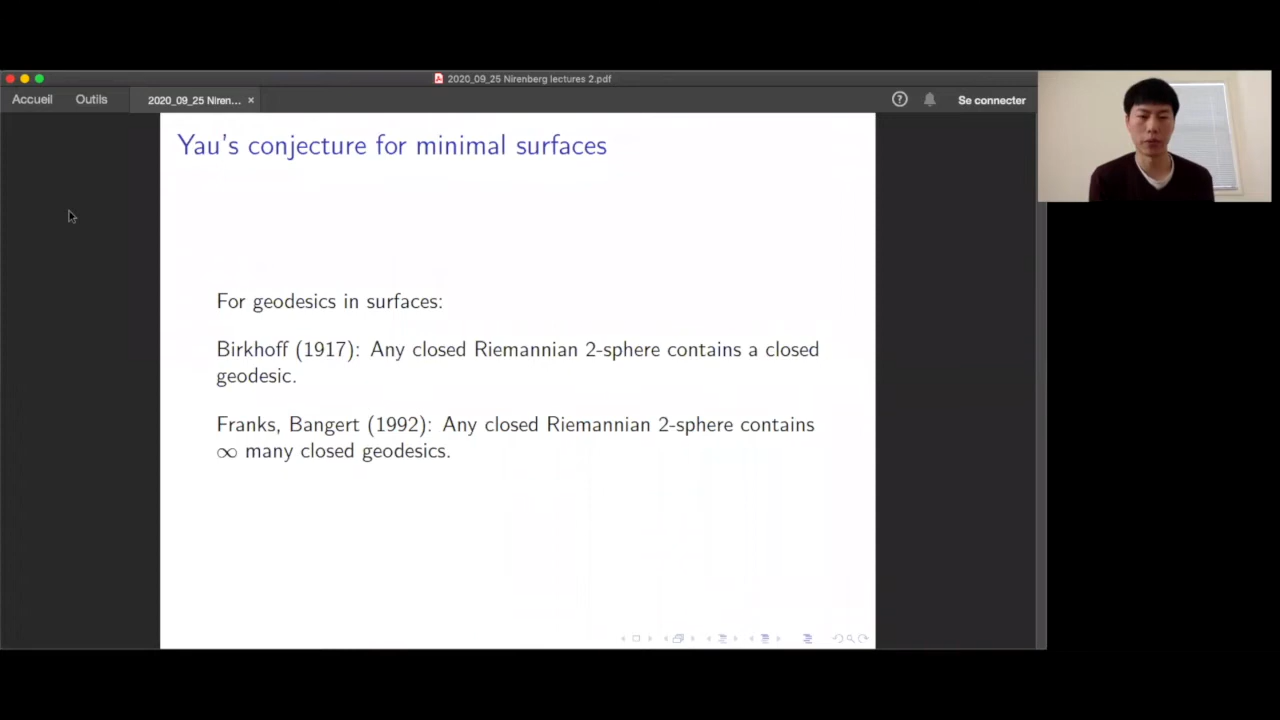 2020_09_25 Nirenberg lectures 2.pdf
Accueil Outils 2020_09_25 Niren... × ? Se connecter
Yau's conjecture for minimal surfaces
For geodesics in surfaces:
Birkhoff (1917): Any closed Riemannian 2-sphere contains a closed
geodesic.
Franks, Bangert (1992): Any closed Riemannian 2-sphere contains
∞ many closed geodesics.